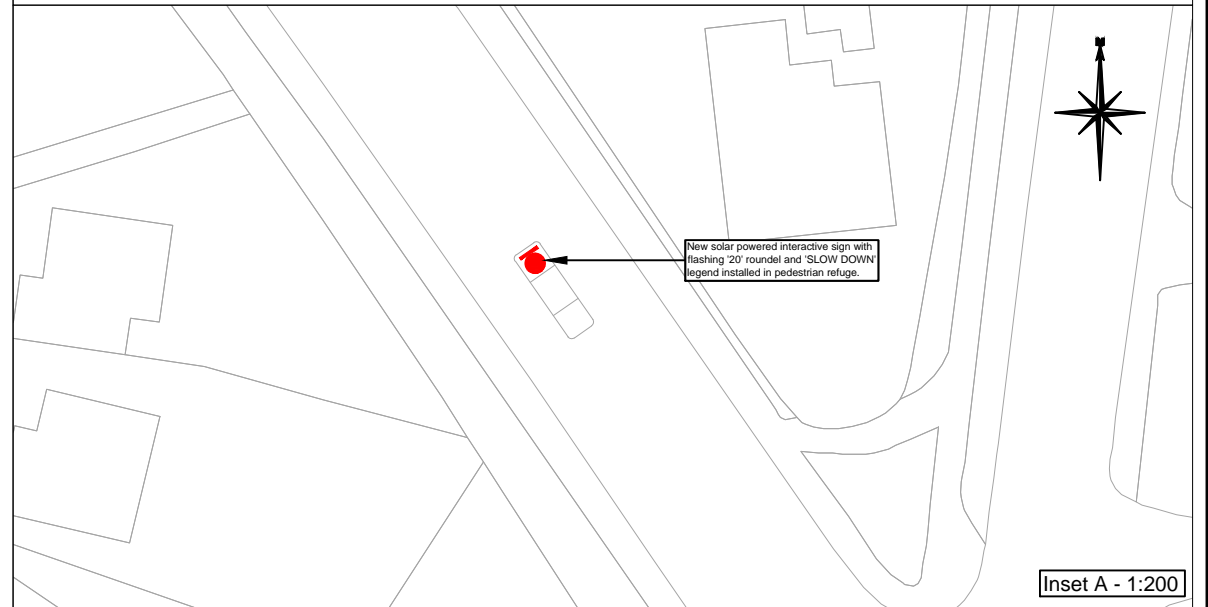 N
New solar powered interactive sign with
flashing '20' roundel and 'SLOW DOWN'
legend installed in pedestrian refuge.
Inset A - 1:200